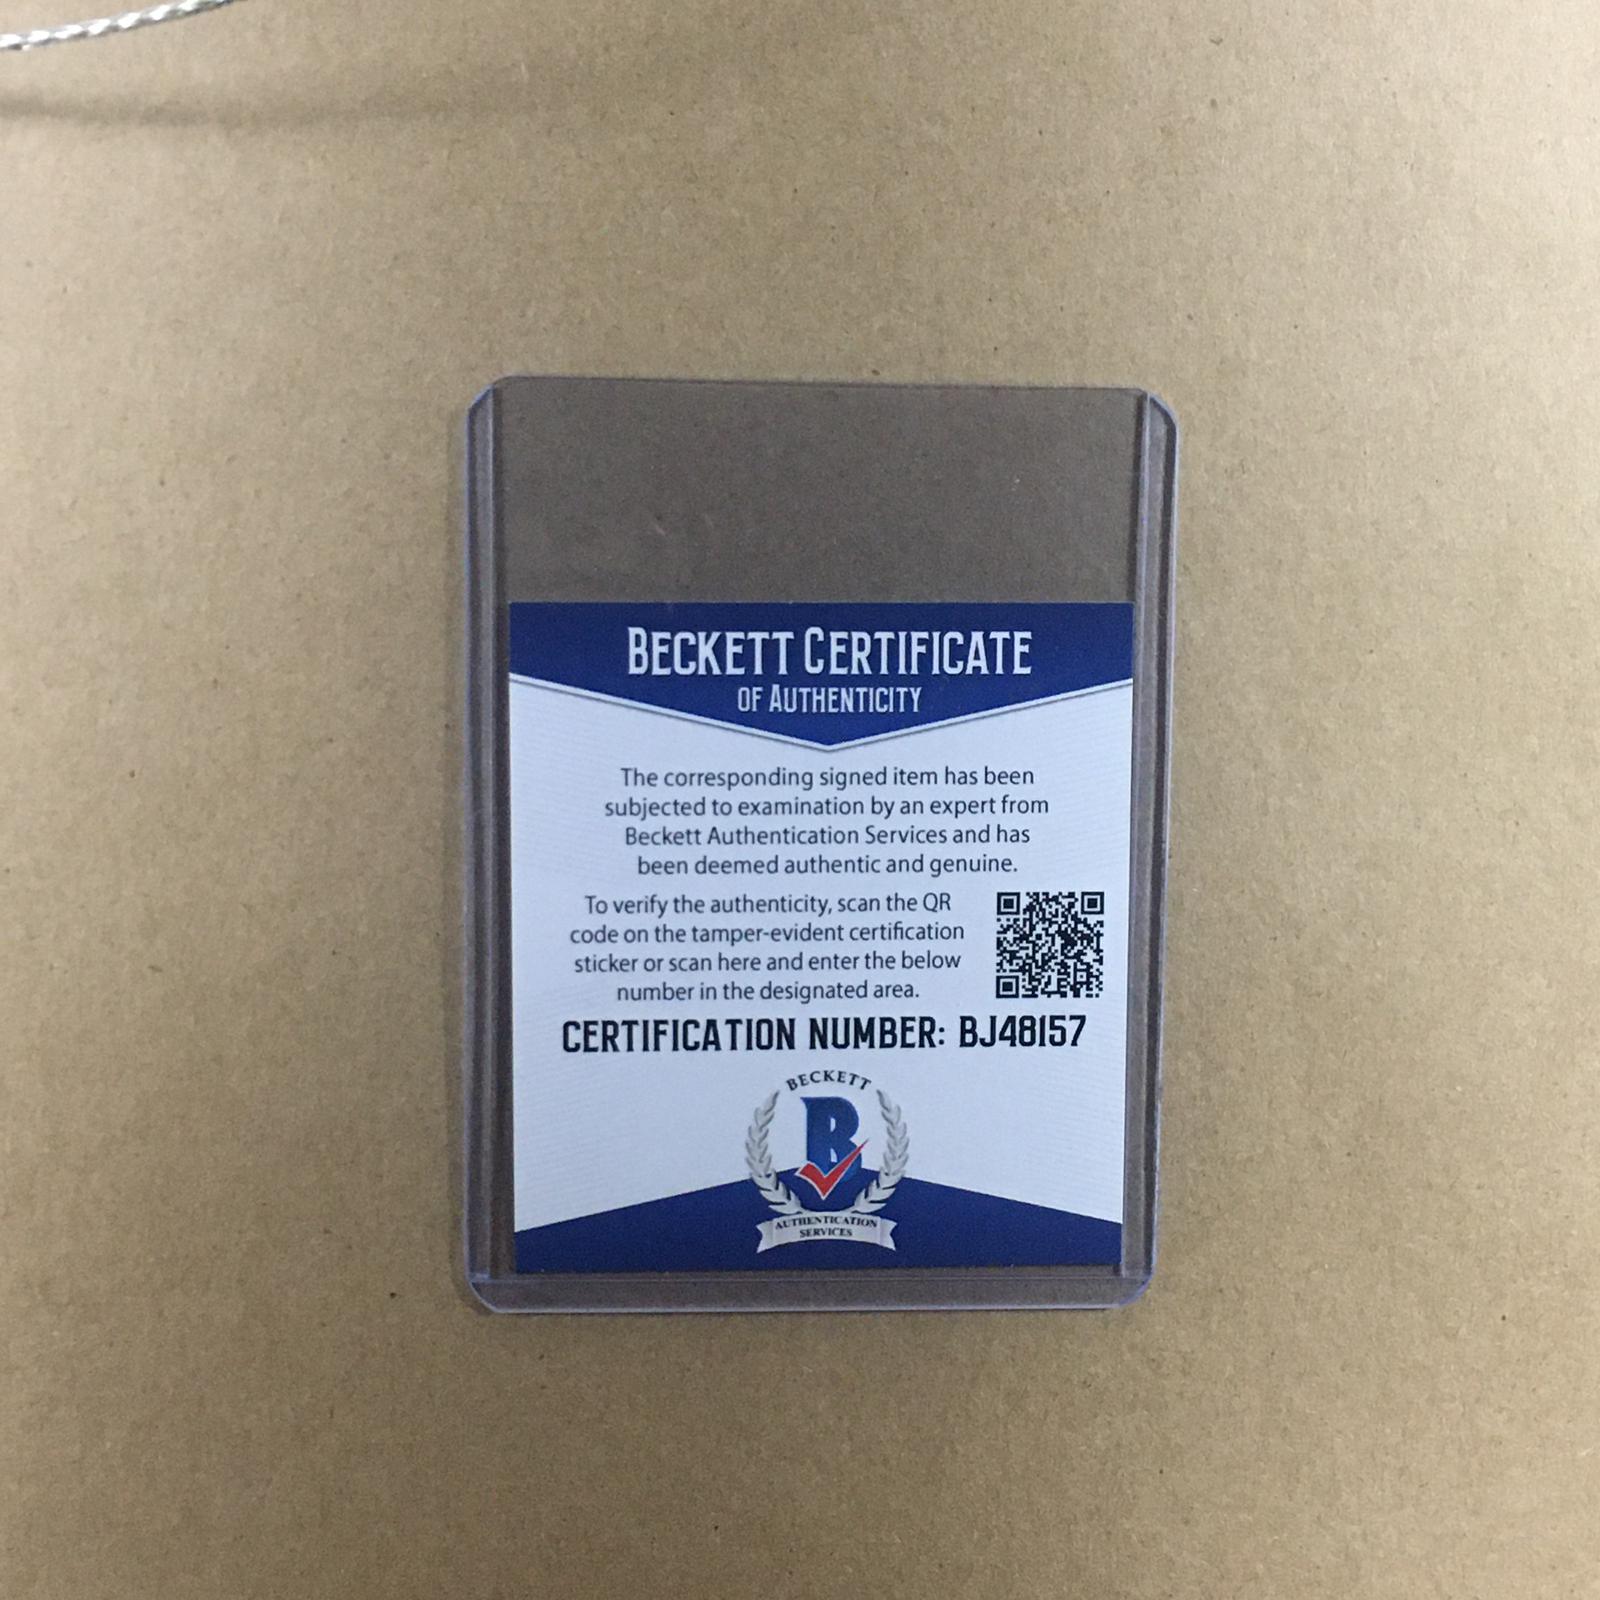 BECKETT CERTIFICATE
OF AUTHENTICITY
The corresponding signed item has been
subjected to examination by an expert from
Beckett Authentication Services and has
been deemed authentic and genuine.
To verify the authenticity, scan the QR
code on the tamper-evident certification
sticker or scan here and enter the below
number in the designated area.
CERTIFICATION NUMBER: BJ48157
BECKETT
B
AUTHENTICATION
SERVICES